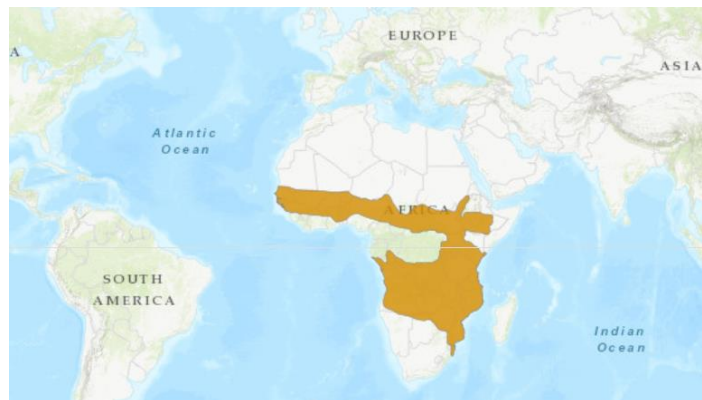 EUROPE
A
ASIA
Atlantic
Ocean
AFRICA
SOUTH
AMERICA
Indian
Ocean